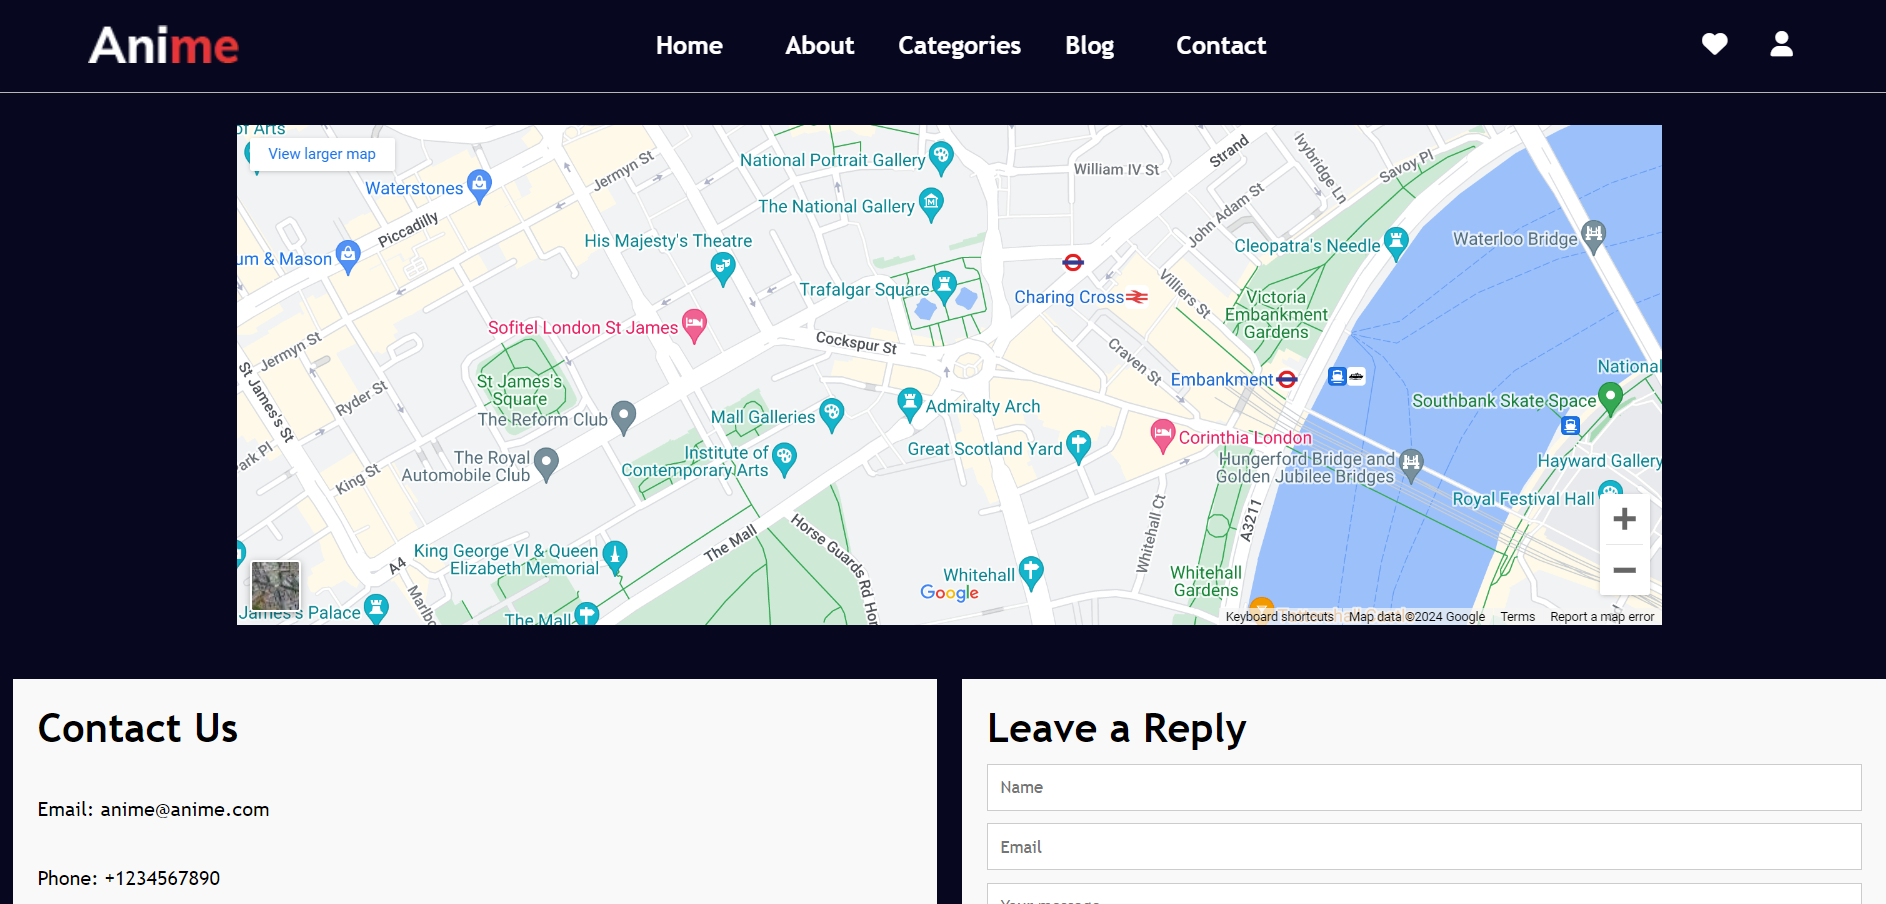 Anime
Home
About
Categories
Blog
Contact
of Arts
View larger map
Waterstones
Piccadilly
um & Mason
Jermyn St
National Portrait Gallery
The National Gallery
His Majesty's Theatre
Trafalgar Square
William IV St
Strand
Ivybridge Ln
Savoy Pl
John Adam St
Cleopatra's Needle
Waterloo Bridge
Charing Cross
Villiers St
Victoria
Embankment
Gardens
Sofitel London St James
Cockspur St
Craven St
Jermyn St
St James's St
Ryder St
St James's
Square
The Reform Club
Mall Galleries
Admiralty Arch
Embankment
National
Southbank Skate Space
Park Pl
King St
The Royal
Automobile Club
Institute of
Contemporary Arts
Great Scotland Yard
Corinthia London
Hungerford Bridge and
Golden Jubilee Bridges
Hayward Gallery
Royal Festival Hall
A4
The Mall
Horse Guards Rd
Whitehall Ct
A3211
King George VI & Queen
Elizabeth Memorial
Whitehall
Whitehall
Gardens
James's Palace
Marlbo
The Mall
Google
Keyboard shortcuts
Map data ©2024 Google
Terms
Report a map error
Contact Us
Email: anime@anime.com
Phone: +1234567890
Leave a Reply
Name
Email
Your message